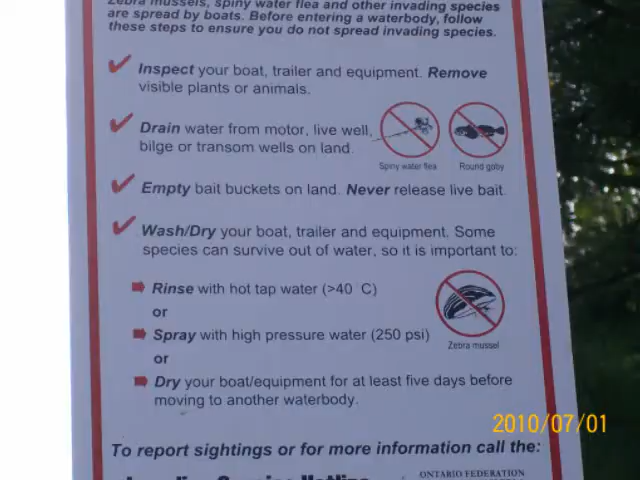 Zebra mussels, spiny water flea and other invading species
are spread by boats. Before entering a waterbody, follow
these steps to ensure you do not spread invading species.
Inspect your boat, trailer and equipment. Remove
visible plants or animals.
Drain water from motor, live well,
bilge or transom wells on land.
Spiny water flea
Round goby
Empty bait buckets on land. Never release live bait.
Wash/Dry your boat, trailer and equipment. Some
species can survive out of water, so it is important to:
Rinse with hot tap water (>40 C)
or
Spray with high pressure water (250 psi)
or
Zebra mussel
Dry your boat/equipment for at least five days before
moving to another waterbody.
2010/07/01
To report sightings or for more information call the:
Invading Species Hotline
ONTARIO FEDERATION